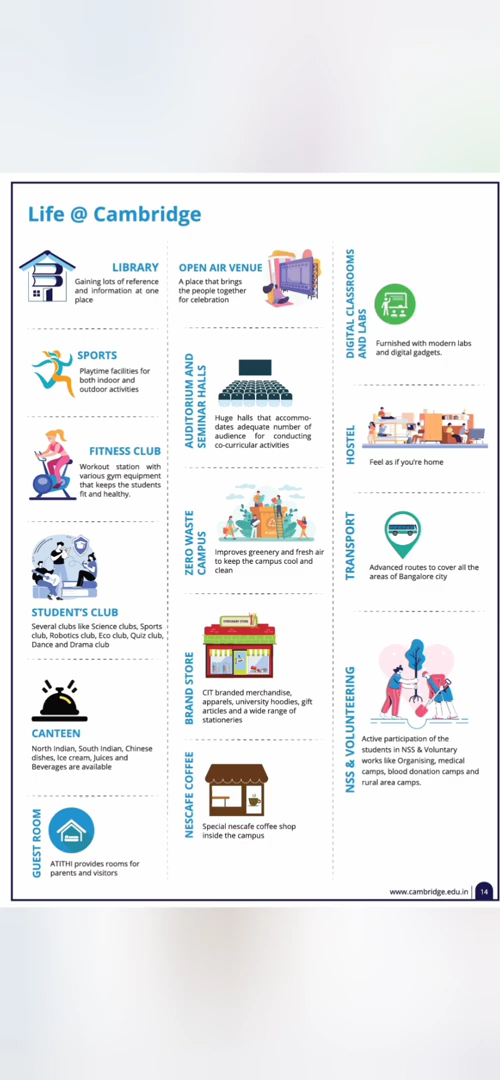 Life @ Cambridge
LIBRARY
Gaining lots of reference
and information at one
place
SPORTS
Playtime facilities for
both indoor and
outdoor activities
FITNESS CLUB
Workout station with
various gym equipment
that keeps the students
fit and healthy.
STUDENT'S CLUB
Several clubs like Science clubs, Sports
club, Robotics club, Eco club, Quiz club,
Dance and Drama club
CANTEEN
North Indian, South Indian, Chinese
dishes, Ice cream, Juices and
Beverages are available
GUEST ROOM
ATITHI provides rooms for
parents and visitors
OPEN AIR VENUE
A place that brings
the people together
for celebration
AUDITORIUM AND
SEMINAR HALLS
Huge halls that accommo-
dates adequate number of
audience for conducting
co-curricular activities
ZERO WASTE
CAMPUS
Improves greenery and fresh air
to keep the campus cool and
clean
BRAND STORE
STATIONARY STORE
CIT branded merchandise,
apparels, university hoodies, gift
articles and a wide range of
stationeries
NESCAFE COFFEE
Special nescafe coffee shop
inside the campus
DIGITAL CLASSROOMS
AND LABS
Furnished with modern labs
and digital gadgets.
HOSTEL
Feel as if you're home
TRANSPORT
Advanced routes to cover all the
areas of Bangalore city
NSS & VOLUNTEERING
Active participation of the
students in NSS & Voluntary
works like Organising, medical
camps, blood donation camps and
rural area camps.
www.cambridge.edu.in
14